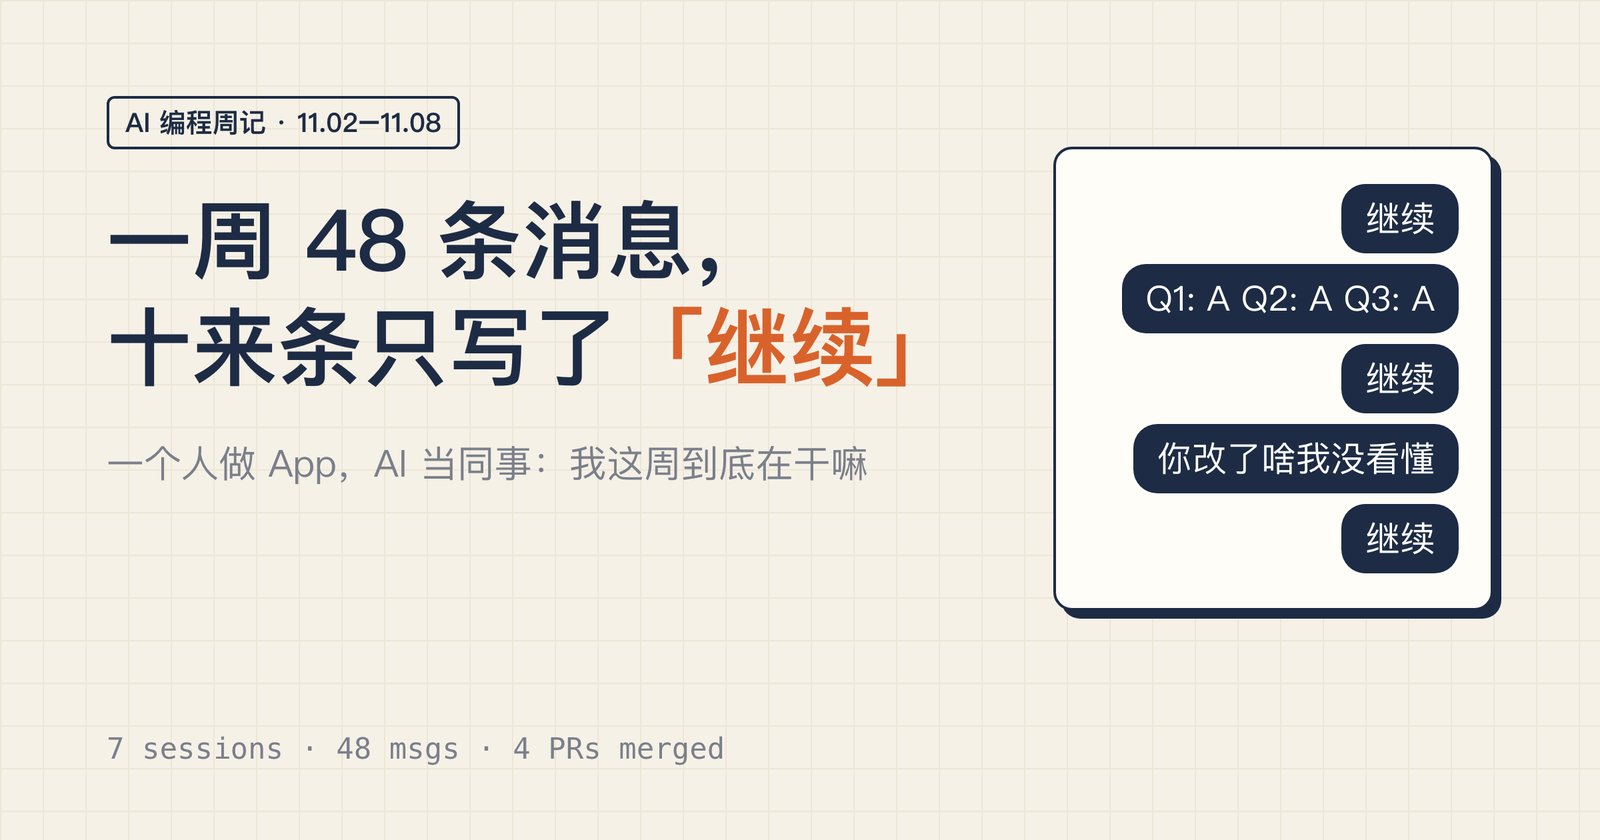 AI 编程周记 · 11.02—11.08
一周 48 条消息，
十来条只写了「继续」
一个人做 App，AI 当同事：我这周到底在干嘛
7 sessions · 48 msgs · 4 PRs merged
继续
Q1: A Q2: A Q3: A
继续
你改了啥我没看懂
继续